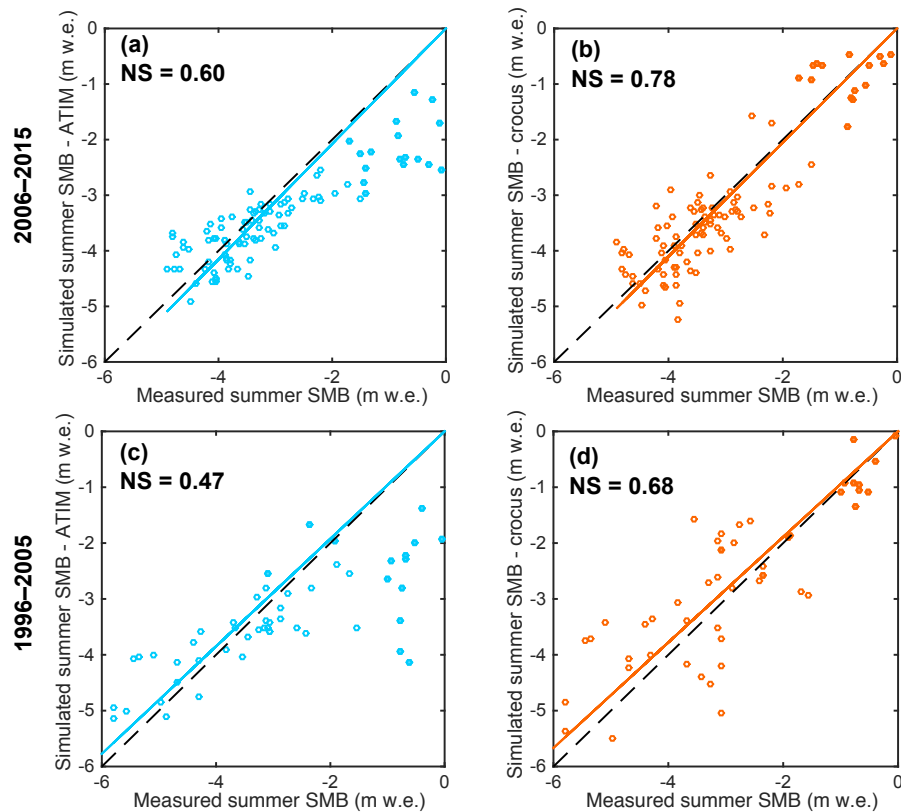 2006–2015
(a)
NS = 0.60
Simulated summer SMB - ATIM (m w.e.)
0
-1
-2
-3
-4
-5
-6
-6
-4
-2
0
Measured summer SMB (m w.e.)
(b)
NS = 0.78
Simulated summer SMB - crocus (m w.e.)
0
-1
-2
-3
-4
-5
-6
-6
-4
-2
0
Measured summer SMB (m w.e.)
1996–2005
(c)
NS = 0.47
Simulated summer SMB - ATIM (m w.e.)
0
-1
-2
-3
-4
-5
-6
-6
-4
-2
0
Measured summer SMB (m w.e.)
(d)
NS = 0.68
Simulated summer SMB - crocus (m w.e.)
0
-1
-2
-3
-4
-5
-6
-6
-4
-2
0
Measured summer SMB (m w.e.)